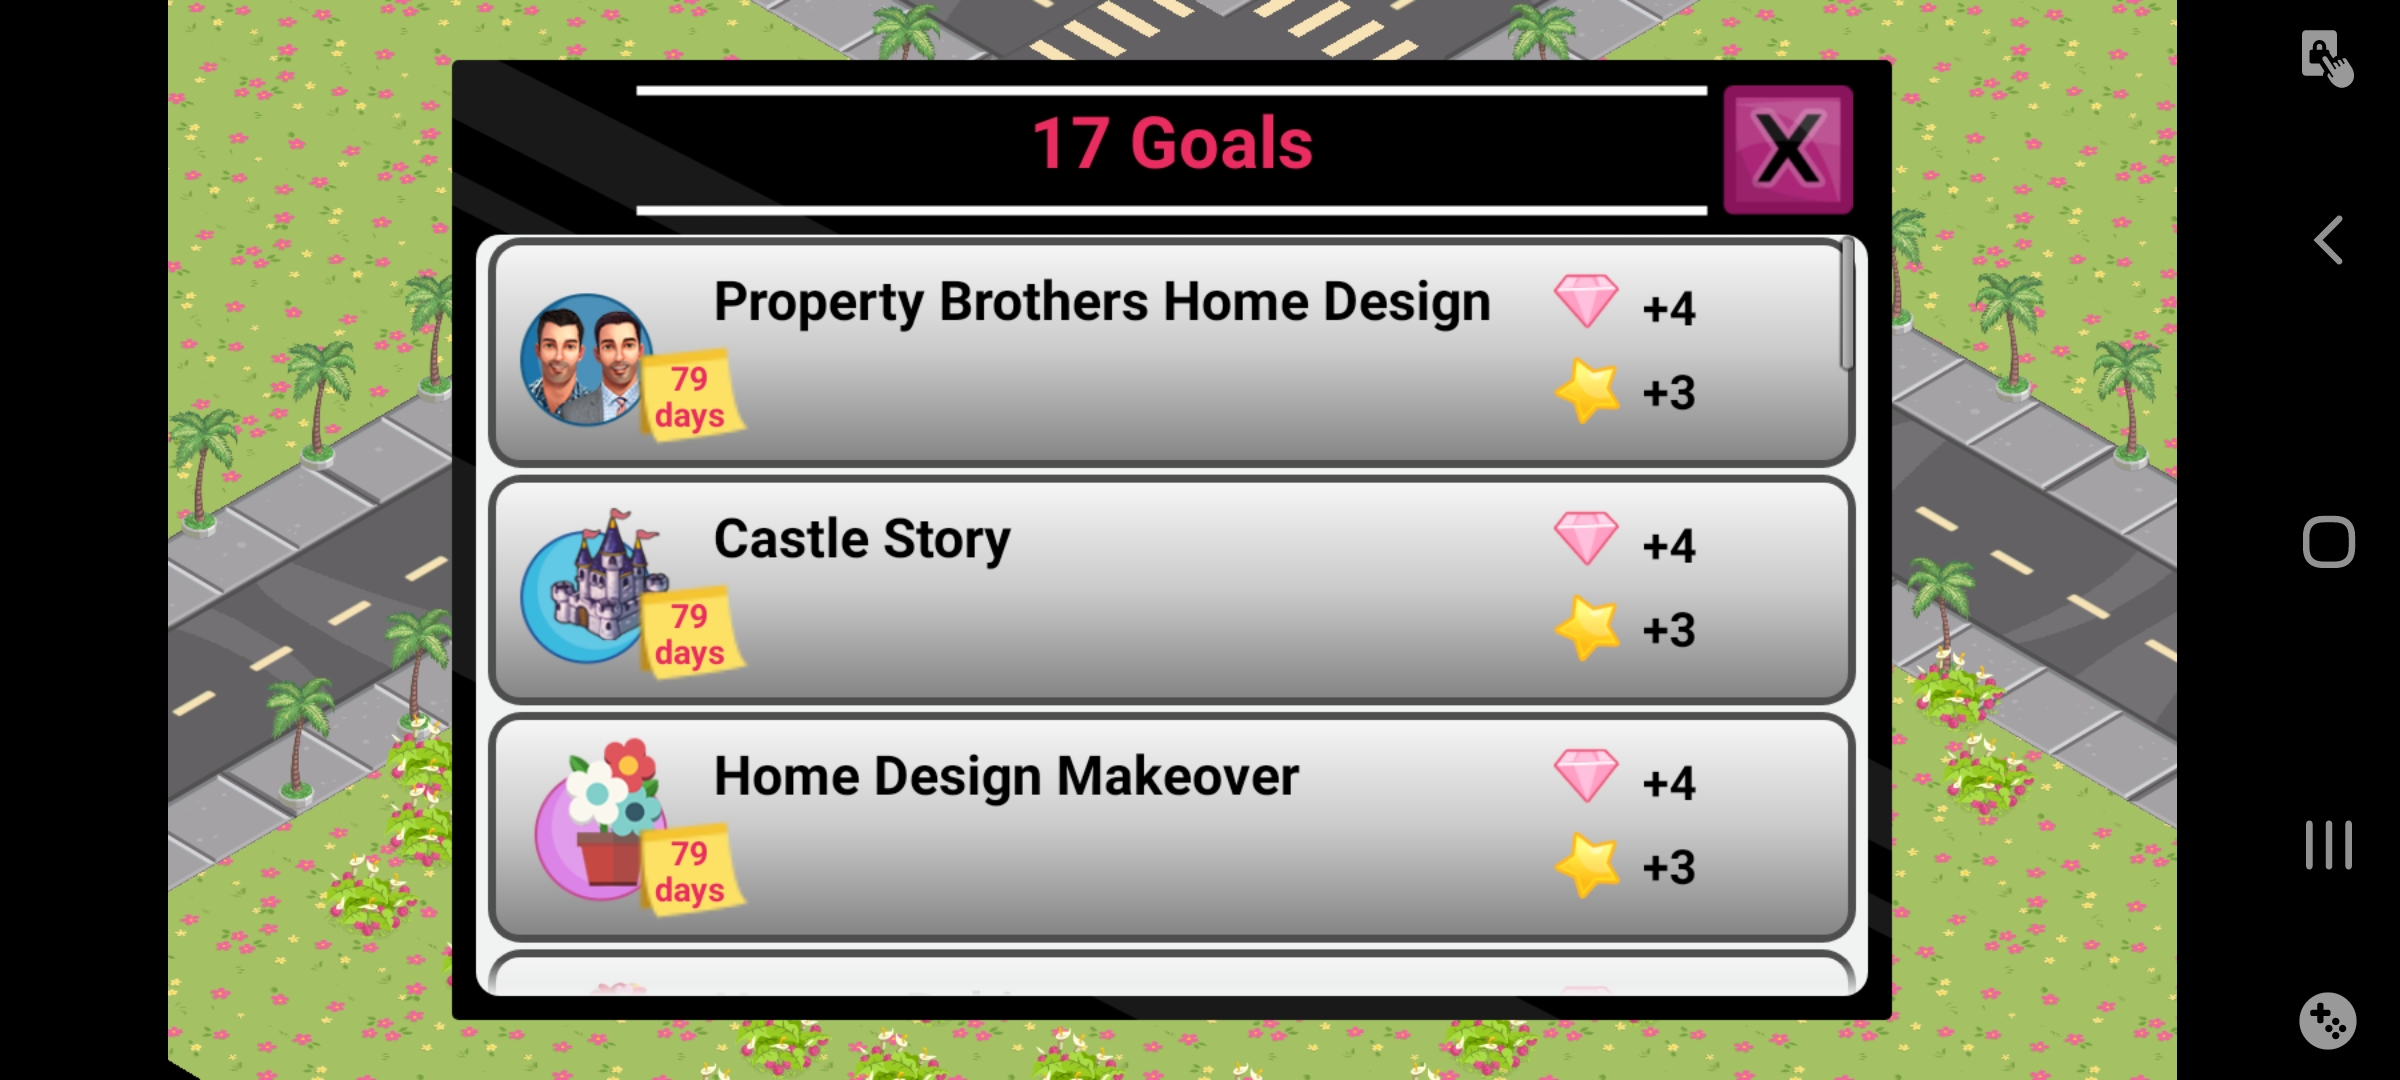 17 Goals
X
Property Brothers Home Design
+4
79
days
+3
Castle Story
+4
79
days
+3
Home Design Makeover
+4
79
days
+3